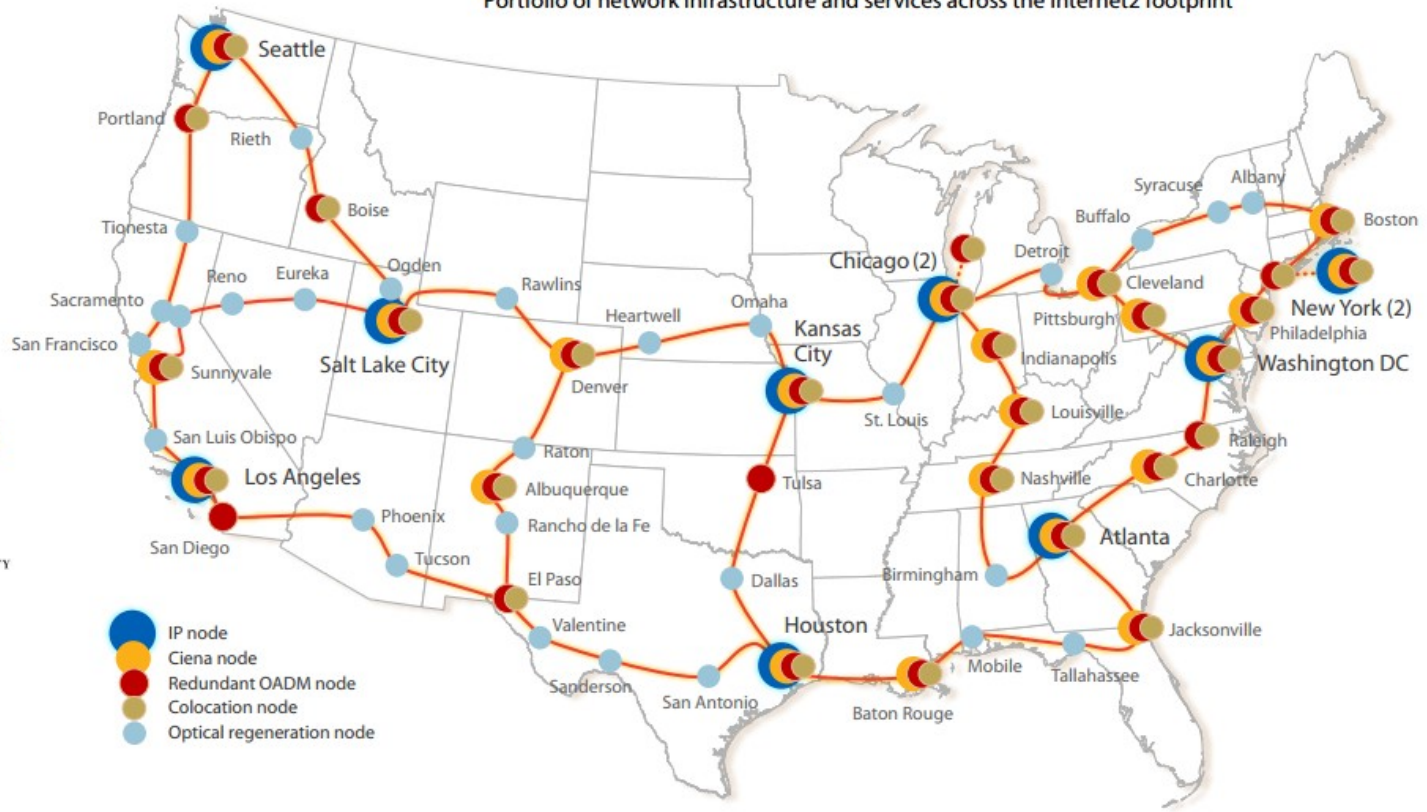 Portfolio of network infrastructure and services across the Internet2 footprint
Seattle
Portland
Rieth
Boise
Tionesta
Reno
Eureka
Ogden
Sacramento
San Francisco
Sunnyvale
Salt Lake City
Rawlins
Heartwell
Omaha
Denver
Kansas
City
San Luis Obispo
Los Angeles
San Diego
Phoenix
Tucson
Raton
Albuquerque
Rancho de la Fe
El Paso
Valentine
Sanderson
San Antonio
Tulsa
Dallas
Houston
St. Louis
Chicago (2)
Detroit
Cleveland
Buffalo
Syracuse
Albany
Boston
New York (2)
Philadelphia
Pittsburgh
Washington DC
Indianapolis
Louisville
Nashville
Raleigh
Charlotte
Atlanta
Birmingham
Jacksonville
Tallahassee
Mobile
Baton Rouge
IP node
Ciena node
Redundant OADM node
Colocation node
Optical regeneration node